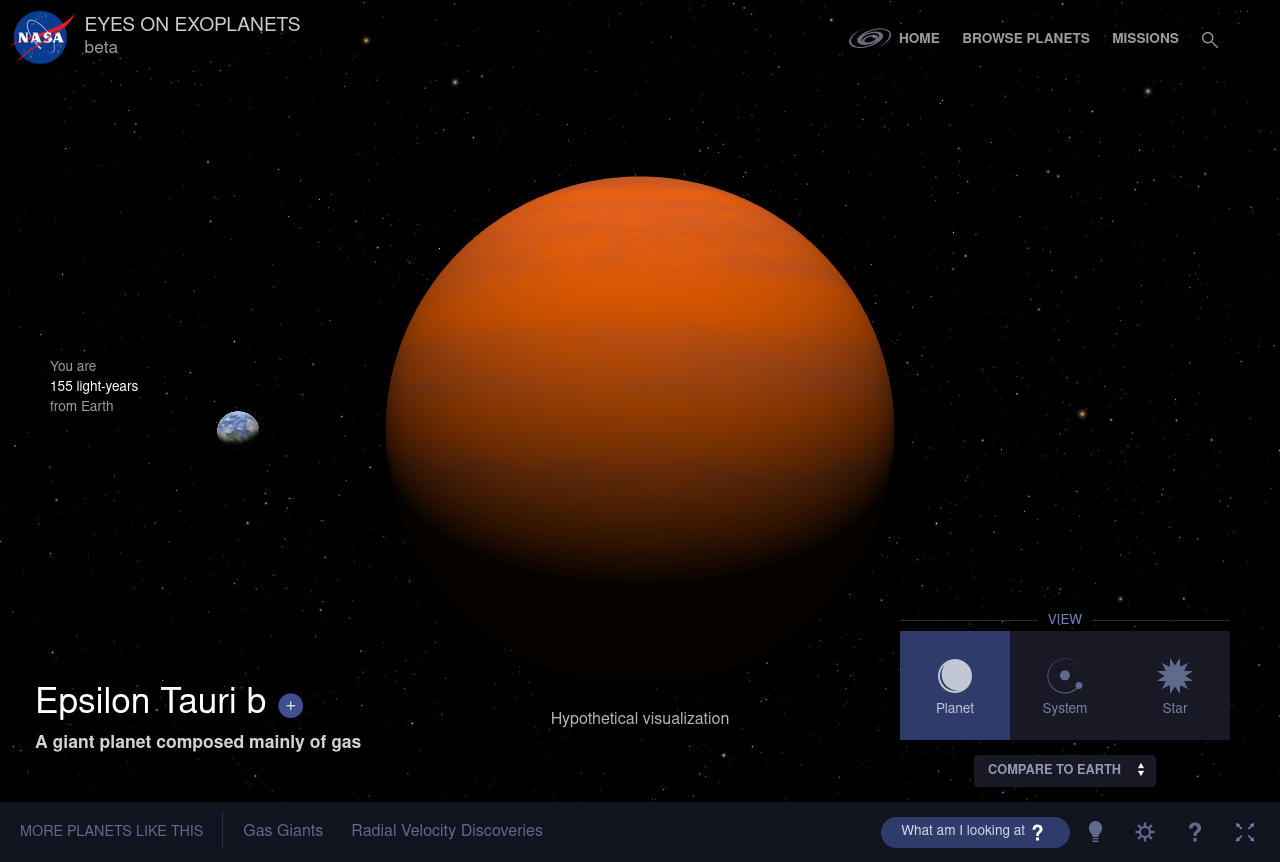 NASA
EYES ON EXOPLANETS
beta
HOME
BROWSE PLANETS
MISSIONS
You are
155 light-years
from Earth
VIEW
Planet
System
Star
Epsilon Tauri b +
A giant planet composed mainly of gas
Hypothetical visualization
COMPARE TO EARTH
MORE PLANETS LIKE THIS
Gas Giants
Radial Velocity Discoveries
What am I looking at ?
?